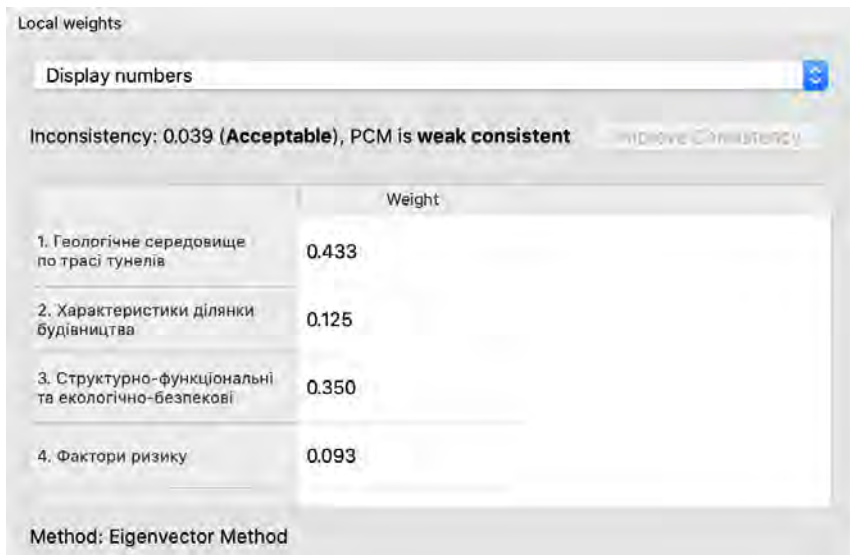 Local weights
Display numbers
Inconsistency: 0.039 (Acceptable), PCM is weak consistent Improve Consistency
Weight
1. Геологічне середовище
по трасі тунелів
0.433
2. Характеристики ділянки
будівництва
0.125
3. Структурно-функціональні
та екологічно-безпекові
0.350
4. Фактори ризику
0.093
Method: Eigenvector Method